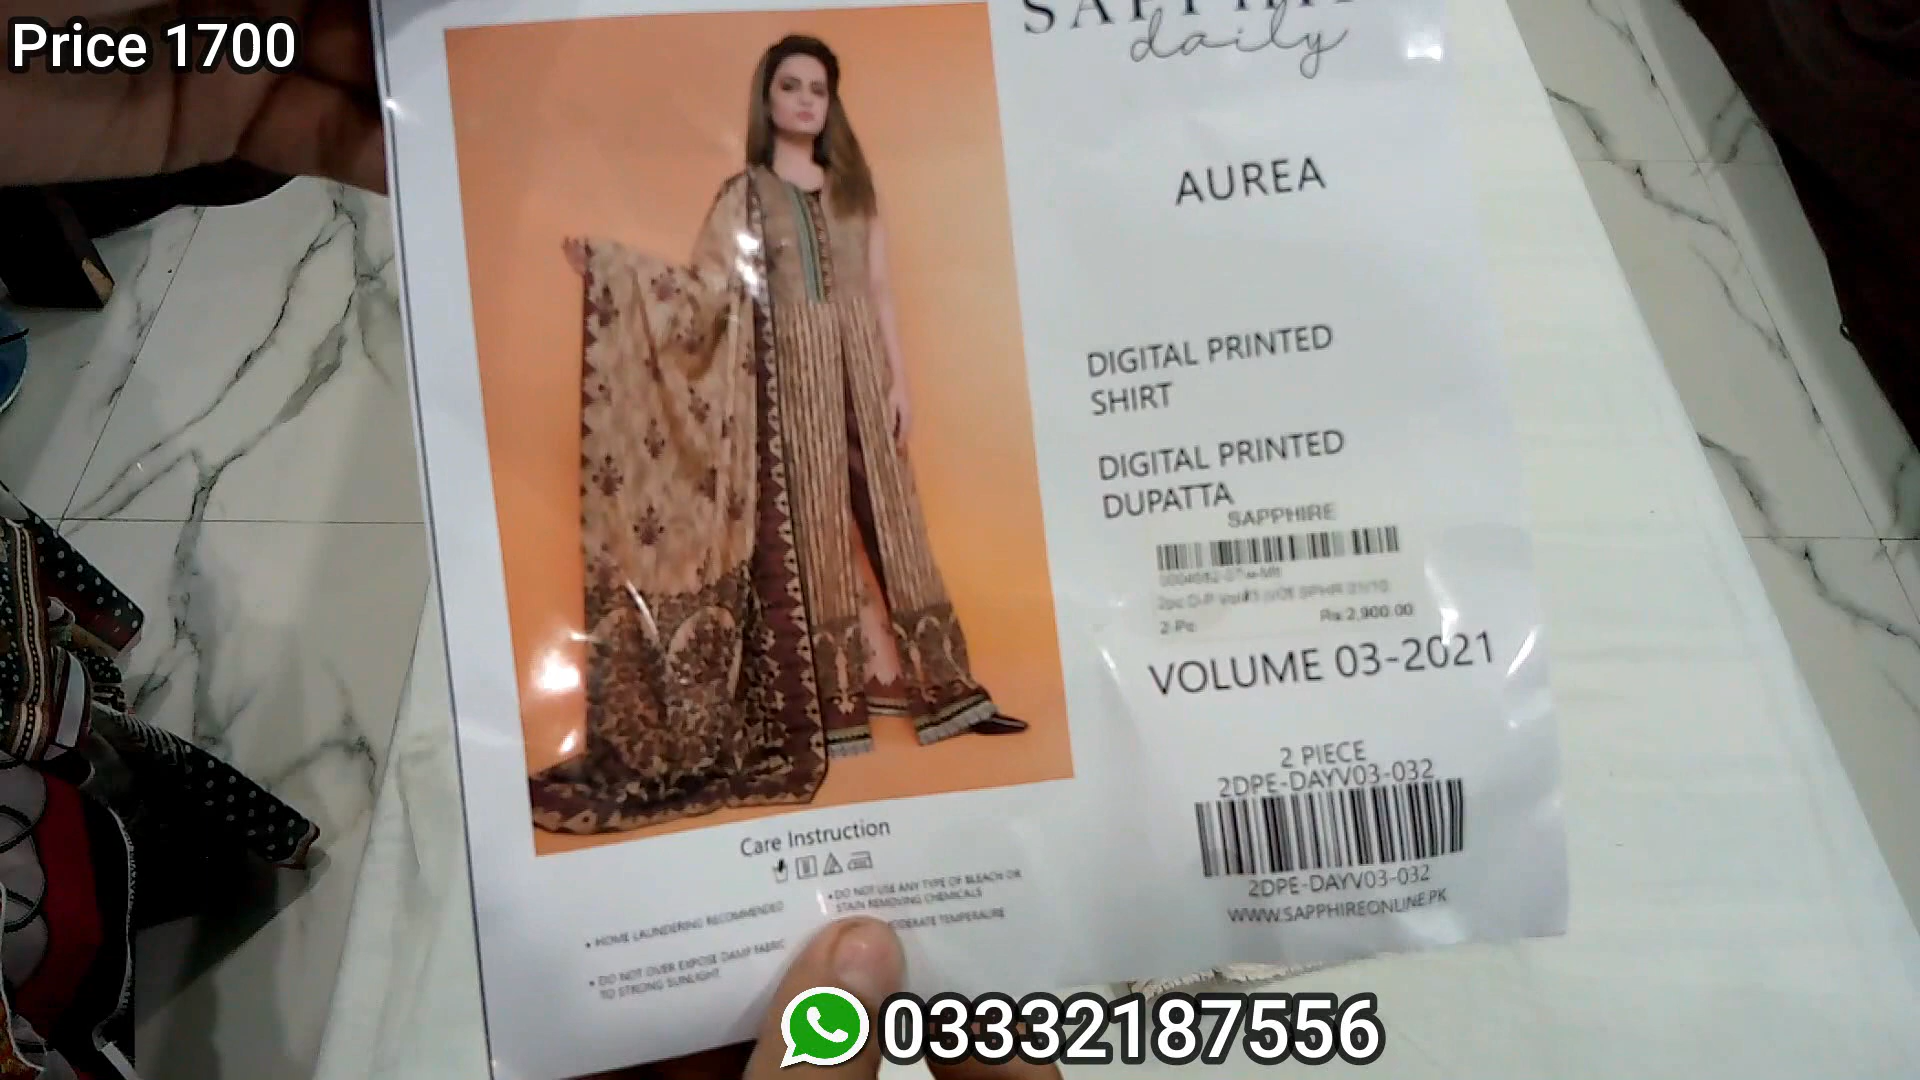 Price 1700
SAPPHIRE
daily
AUREA
DIGITAL PRINTED
SHIRT
DIGITAL PRINTED
DUPATTA
SAPPHIRE
Rs.2,900.00
2-Pc
VOLUME 03-2021
2 PIECE
2DPE-DAYV03-032
2DPE-DAYV03-032
WWW.SAPPHIREONLINE.PK
Care Instruction
• HOME LAUNDERING RECOMMENDED
• DO NOT OVER EXPOSE DAMP FABRIC
TO STRONG SUNLIGHT.
• DO NOT USE ANY TYPE OF BLEACH OR
STAIN REMOVING CHEMICALS
TEMPERALIRE
03332187556